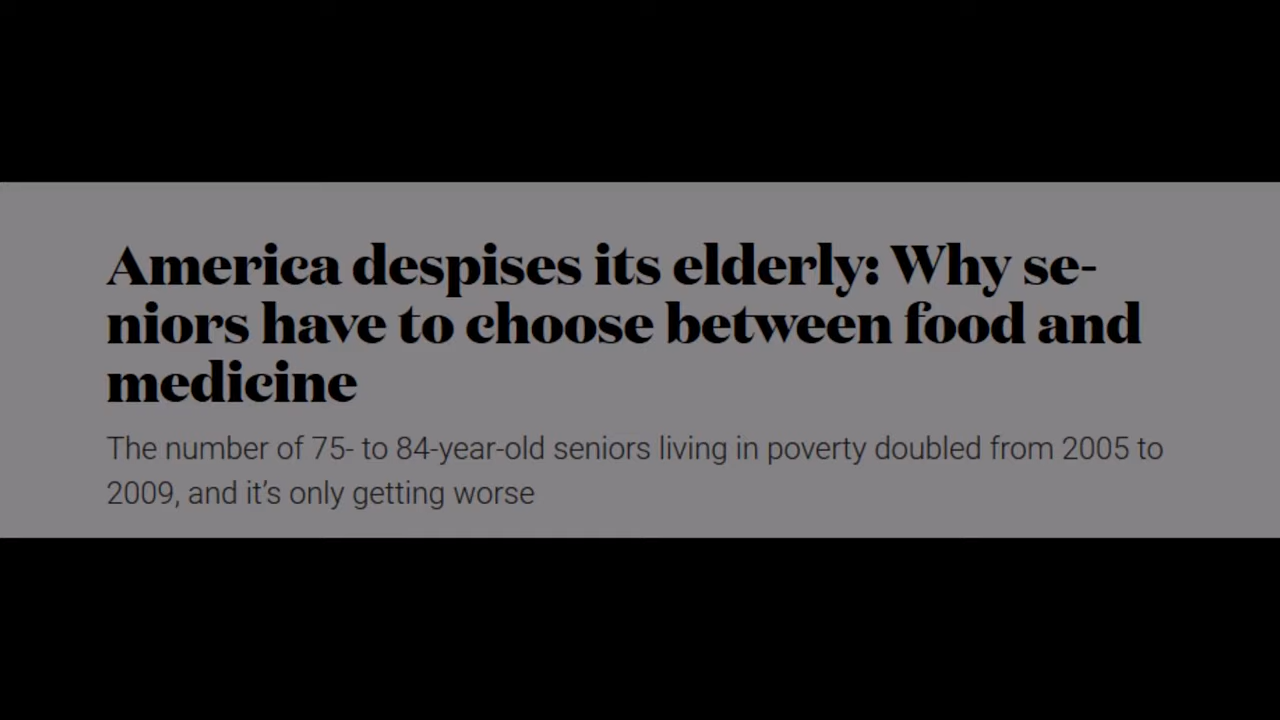 America despises its elderly: Why se-
niors have to choose between food and
medicine
The number of 75- to 84-year-old seniors living in poverty doubled from 2005 to
2009, and it’s only getting worse